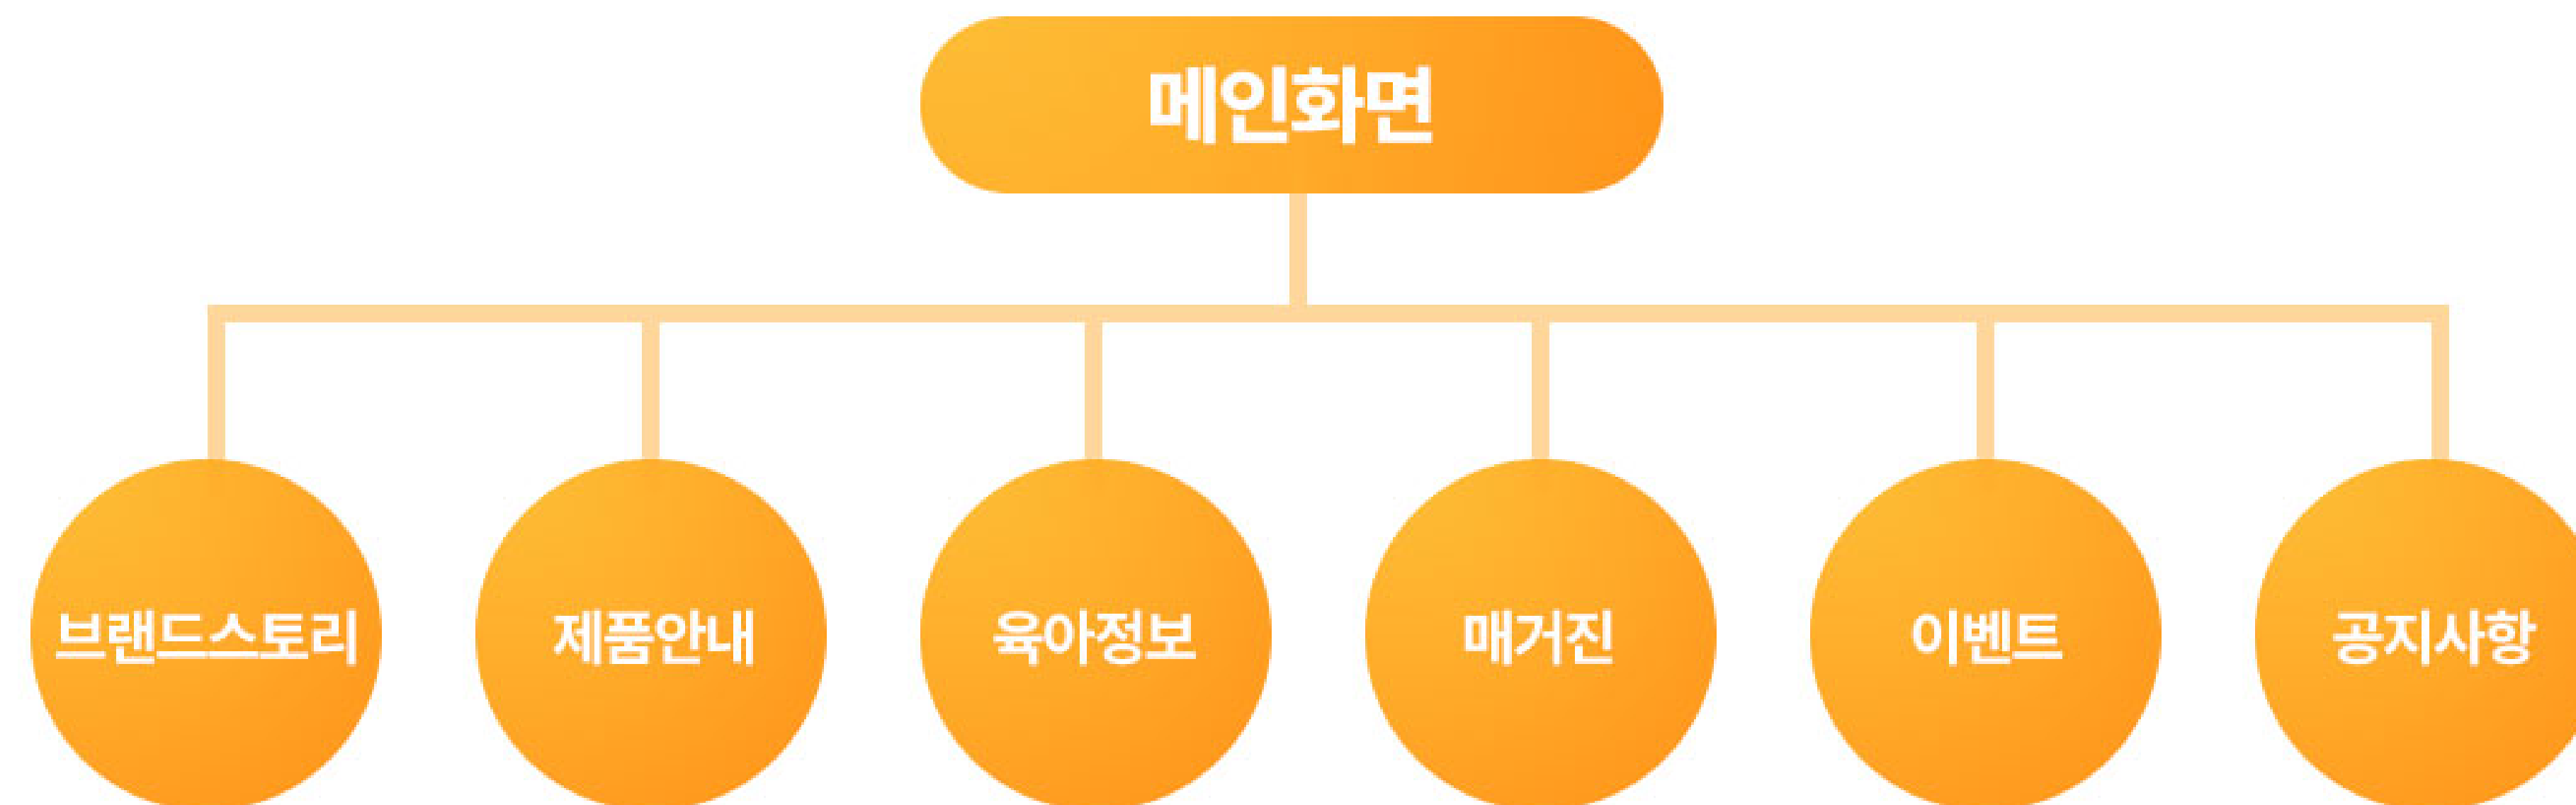 메인화면
브랜드스토리
제품안내
육아정보
매거진
이벤트
공지사항